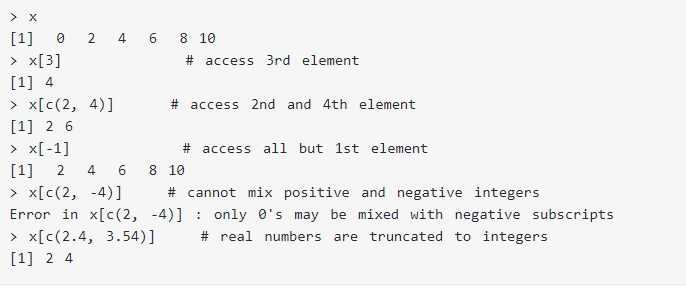 > x
[1]  0  2  4  6  8 10
> x[3]               # access 3rd element
[1] 4
> x[c(2, 4)]       # access 2nd and 4th element
[1] 2 6
> x[-1]              # access all but 1st element
[1]  2  4  6  8 10
> x[c(2, -4)]     # cannot mix positive and negative integers
Error in x[c(2, -4)] : only 0's may be mixed with negative subscripts
> x[c(2.4, 3.54)]     # real numbers are truncated to integers
[1] 2 4